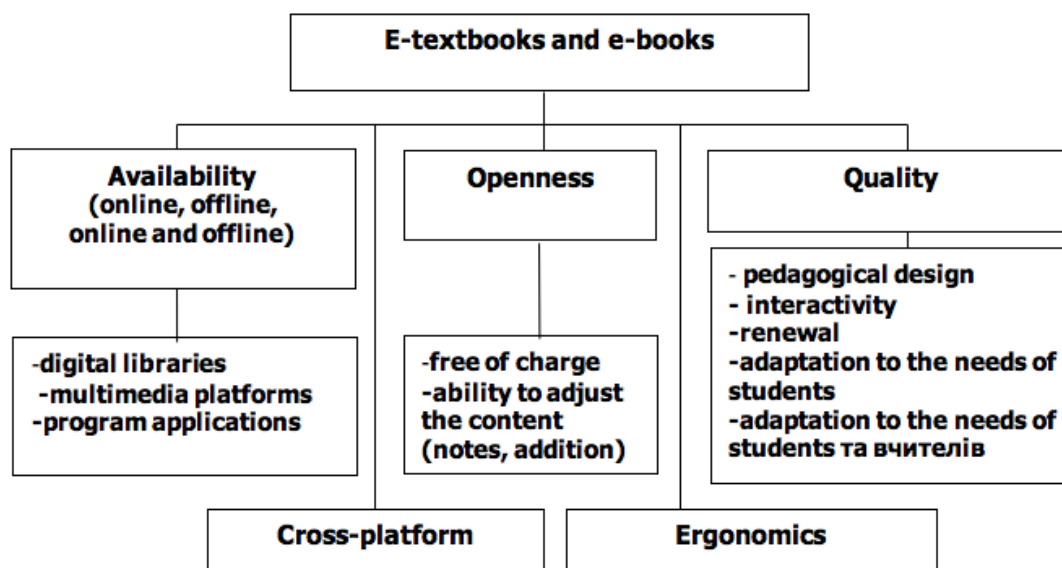 E-textbooks and e-books
Availability
(online, offline,
online and offline)
-digital libraries
-multimedia platforms
-program applications
Openness
-free of charge
-ability to adjust
the content
(notes, addition)
Quality
- pedagogical design
- interactivity
-renewal
-adaptation to the needs of
students
-adaptation to the needs of
students та вчителів
Cross-platform
Ergonomics